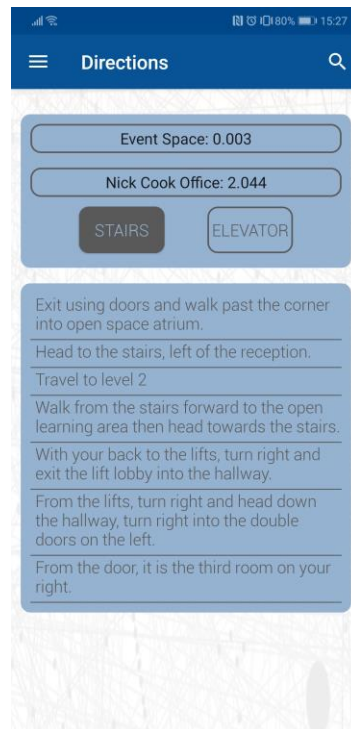 80% 15:27
Directions
Event Space: 0.003
Nick Cook Office: 2.044
STAIRS ELEVATOR
Exit using doors and walk past the corner
into open space atrium.
Head to the stairs, left of the reception.
Travel to level 2
Walk from the stairs forward to the open
learning area then head towards the stairs.
With your back to the lifts, turn right and
exit the lift lobby into the hallway.
From the lifts, turn right and head down
the hallway, turn right into the double
doors on the left.
From the door, it is the third room on your
right.